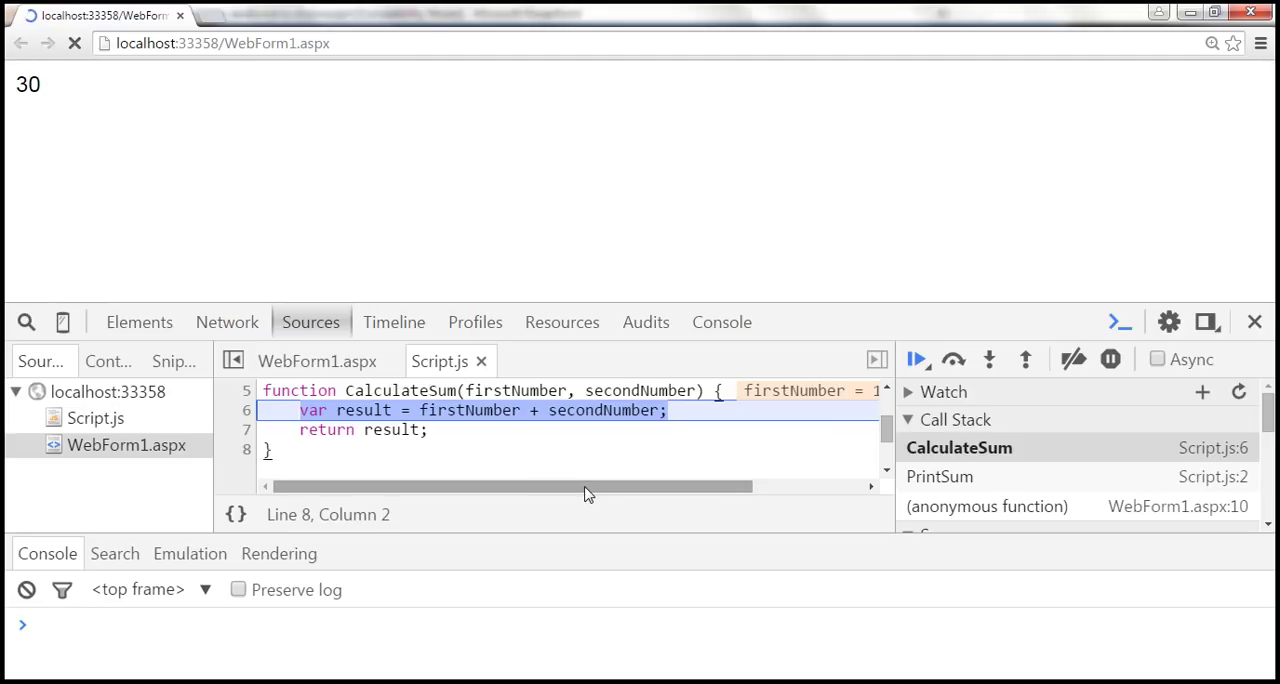 localhost:33358/WebForm
localhost:33358/WebForm1.aspx
30
Elements Network Sources Timeline Profiles Resources Audits Console
Sour... Cont... Snip... WebForm1.aspx Script.js Async
localhost:33358
Script.js
WebForm1.aspx
5 function CalculateSum(firstNumber, secondNumber) { firstNumber = 1
6 var result = firstNumber + secondNumber;
7 return result;
8 }
{} Line 8, Column 2
Watch
Call Stack
CalculateSum Script.js:6
PrintSum Script.js:2
(anonymous function) WebForm1.aspx:10
Console Search Emulation Rendering
<top frame> Preserve log
>